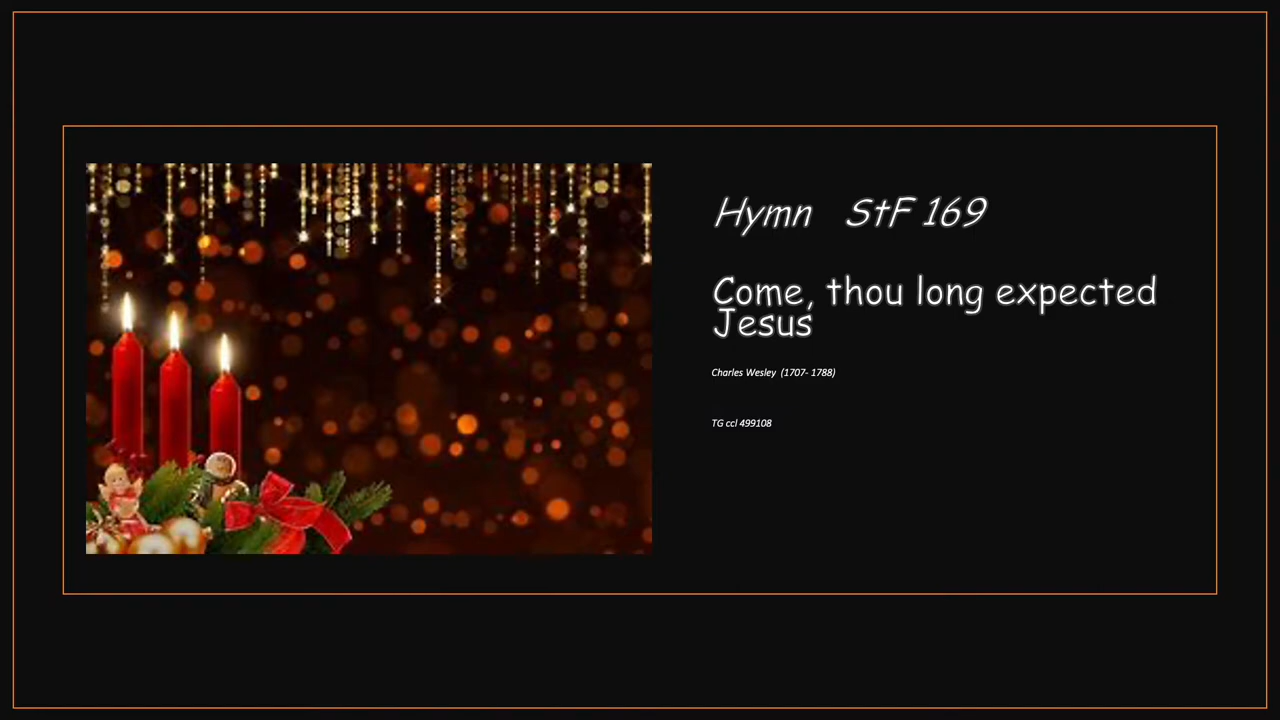 Hymn StF 169
Come, thou long expected
Jesus
Charles Wesley (1707- 1788)
TG ccl 499108